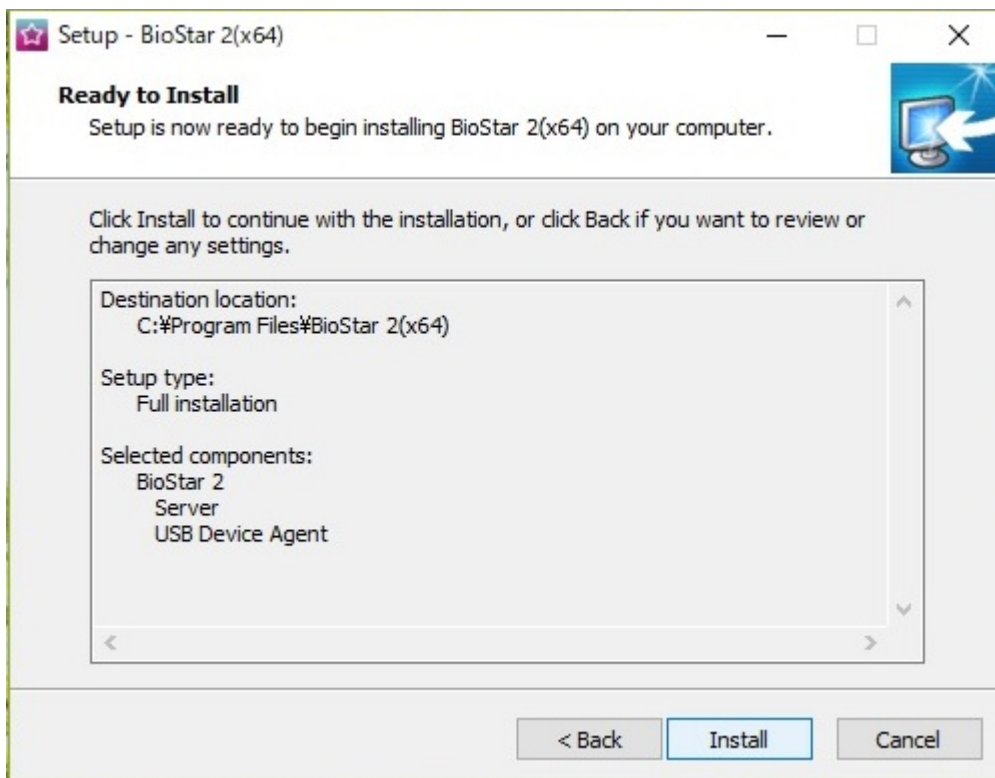 Setup - BioStar 2(x64)
Ready to Install
Setup is now ready to begin installing BioStar 2(x64) on your computer.
Click Install to continue with the installation, or click Back if you want to review or
change any settings.
Destination location:
C:¥Program Files¥BioStar 2(x64)
Setup type:
Full installation
Selected components:
BioStar 2
Server
USB Device Agent
< Back
Install
Cancel